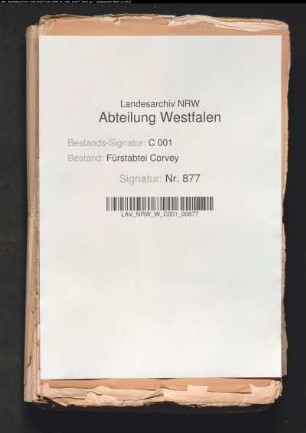 Landesarchiv NRW
Abteilung Westfalen
Bestands-Signatur: C 001
Bestand: Fürstabtei Corvey
Signatur: Nr. 877
LAV_NRW_W_C001_00877